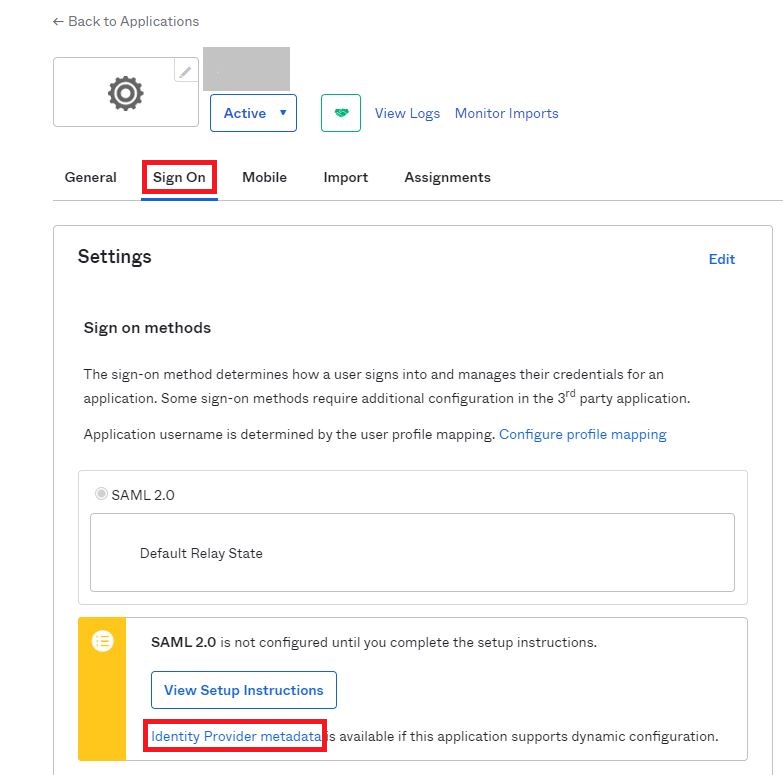 ← Back to Applications
Active ▼ View Logs Monitor Imports
General Sign On Mobile Import Assignments
Settings Edit
Sign on methods
The sign-on method determines how a user signs into and manages their credentials for an
application. Some sign-on methods require additional configuration in the 3rd party application.
Application username is determined by the user profile mapping. Configure profile mapping
SAML 2.0
Default Relay State
SAML 2.0 is not configured until you complete the setup instructions.
View Setup Instructions
Identity Provider metadata is available if this application supports dynamic configuration.